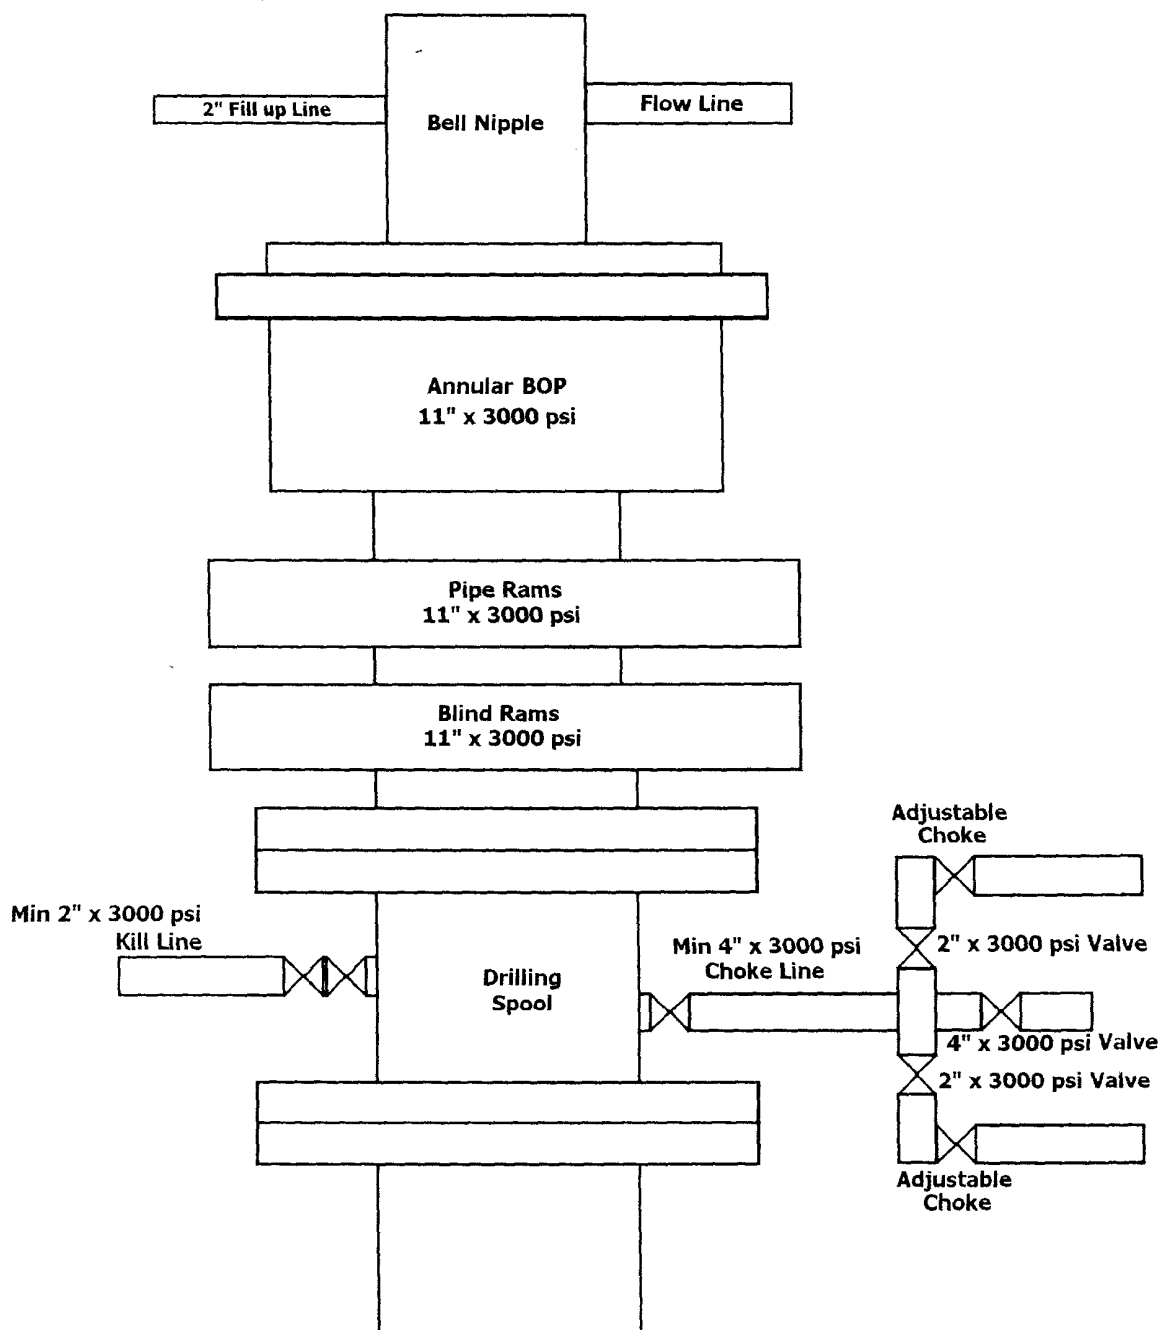 2" Fill up Line
Bell Nipple
Flow Line
Annular BOP
11" x 3000 psi
Pipe Rams
11" x 3000 psi
Blind Rams
11" x 3000 psi
Adjustable
Choke
Min 2" x 3000 psi
Kill Line
Drilling
Spool
Min 4" x 3000 psi
Choke Line
2" x 3000 psi Valve
4" x 3000 psi Valve
2" x 3000 psi Valve
Adjustable
Choke